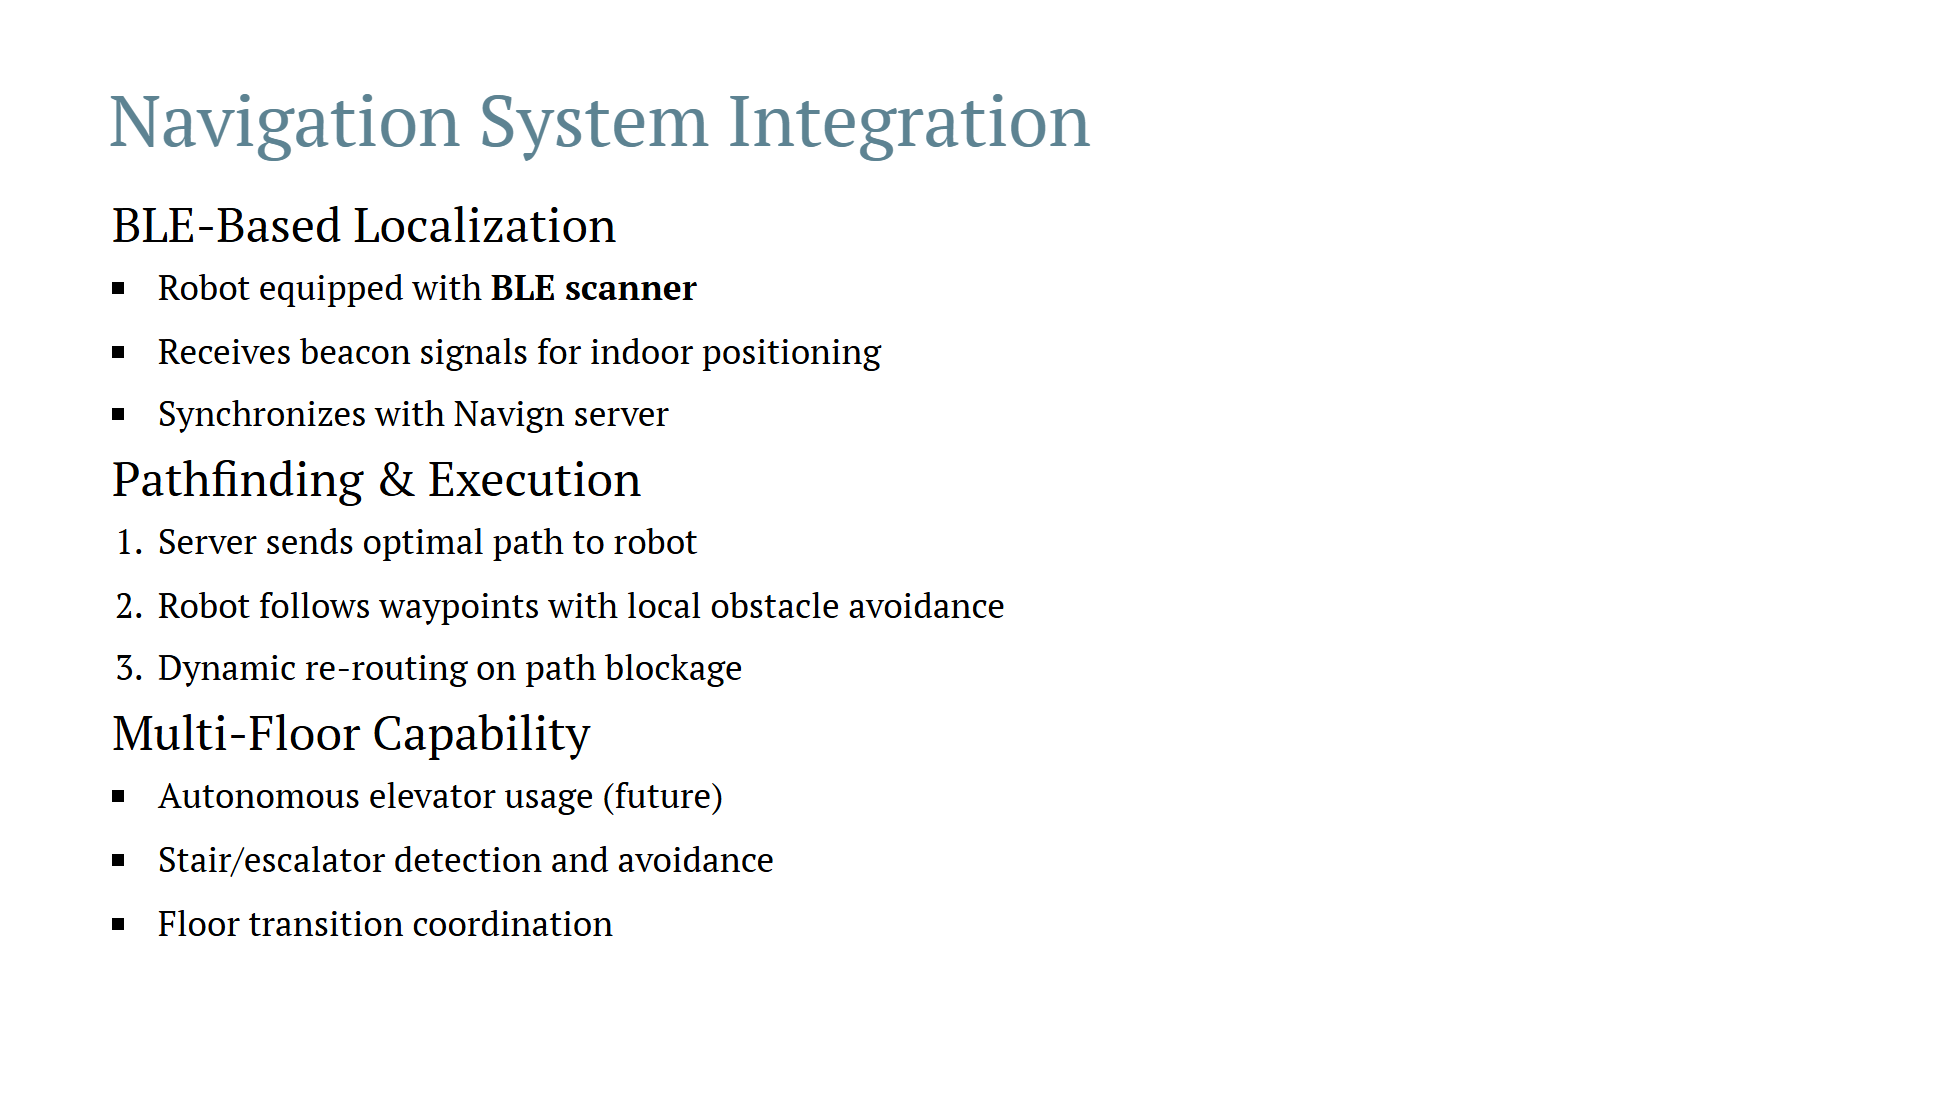 Navigation System Integration
BLE-Based Localization
▪ Robot equipped with BLE scanner
▪ Receives beacon signals for indoor positioning
▪ Synchronizes with Navign server
Pathfinding & Execution
1. Server sends optimal path to robot
2. Robot follows waypoints with local obstacle avoidance
3. Dynamic re-routing on path blockage
Multi-Floor Capability
▪ Autonomous elevator usage (future)
▪ Stair/escalator detection and avoidance
▪ Floor transition coordination